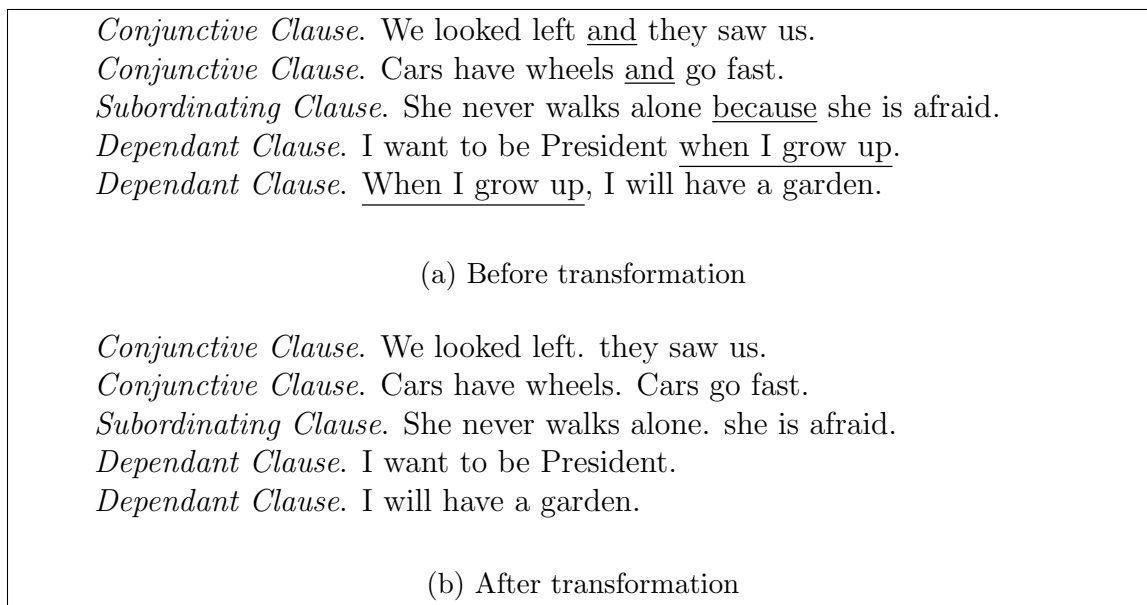 Conjunctive Clause. We looked left and they saw us.
Conjunctive Clause. Cars have wheels and go fast.
Subordinating Clause. She never walks alone because she is afraid.
Dependant Clause. I want to be President when I grow up.
Dependant Clause. When I grow up, I will have a garden.
(a) Before transformation
Conjunctive Clause. We looked left. they saw us.
Conjunctive Clause. Cars have wheels. Cars go fast.
Subordinating Clause. She never walks alone. she is afraid.
Dependant Clause. I want to be President.
Dependant Clause. I will have a garden.
(b) After transformation